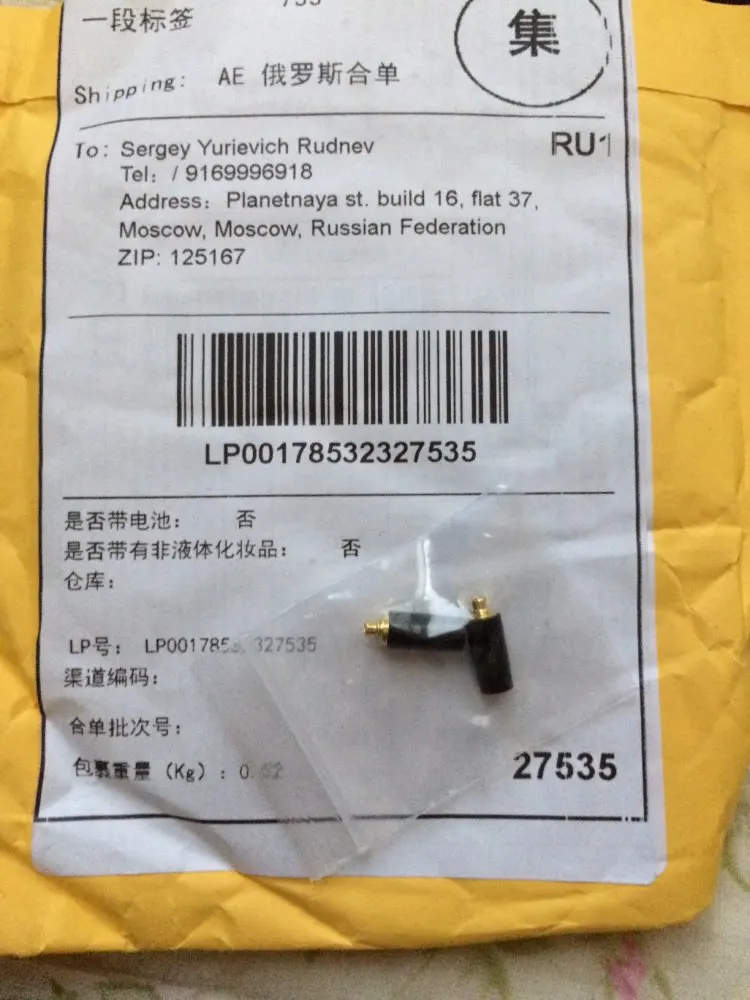 一段标签
集
Shipping: AE 俄罗斯合单
To: Sergey Yurievich Rudnev
RU1
Tel: / 9169996918
Address: Planetnaya st. build 16, flat 37,
Moscow, Moscow, Russian Federation
ZIP: 125167
LP00178532327535
是否带电池: 否
是否带有非液体化妆品: 否
仓库:
LP号: LP00178532327535
渠道编码:
合单批次号:
包裹重量 (Kg) : 0.02
27535